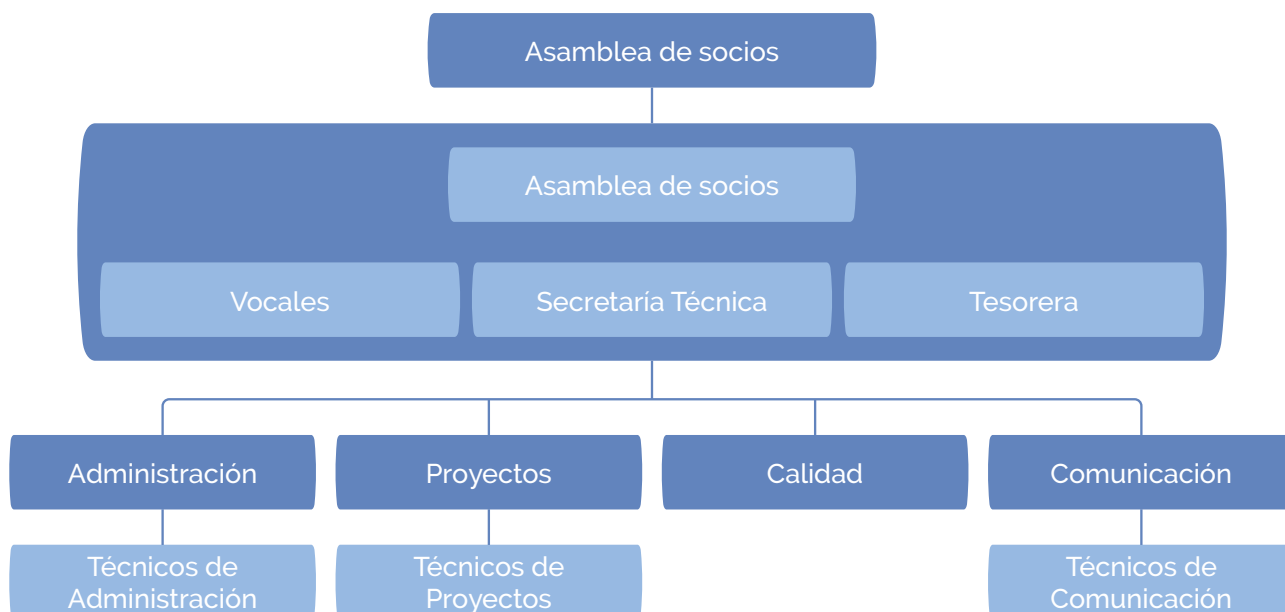 Asamblea de socios
Asamblea de socios
Vocales
Secretaría Técnica
Tesorera
Administración
Proyectos
Calidad
Comunicación
Técnicos de
Administración
Técnicos de
Proyectos
Técnicos de
Comunicación